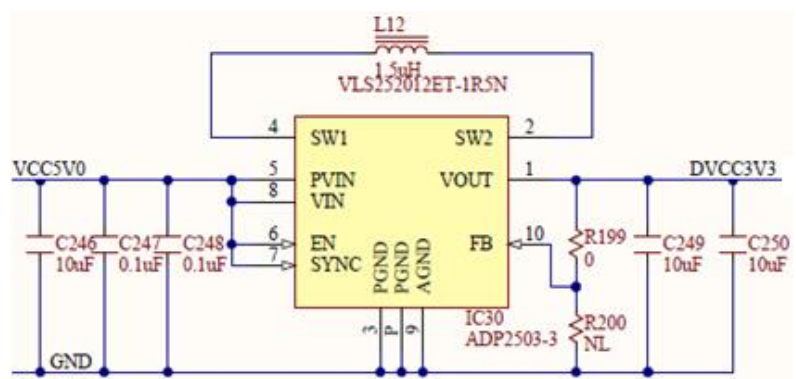 L12
1.5uH
VLS252012ET-1R5N
4 SW1 SW2 2
VCC5V0 5 PVIN VOUT 1 DVCC3V3
8 VIN
C246 10uF
C247 0.1uF
C248 0.1uF
6 EN FB 10
7 SYNC
R199 0
C249 10uF
C250 10uF
PGND PGND AGND
3 P 9
IC30
ADP2503-3
R200 NL
GND